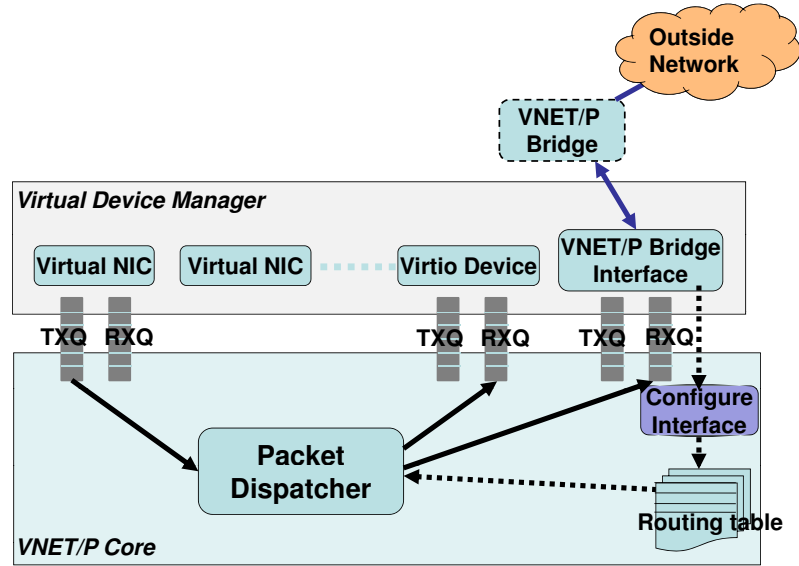 Outside
Network
VNET/P
Bridge
Virtual Device Manager
Virtual NIC
Virtual NIC
Virtio Device
VNET/P Bridge
Interface
TXQ
RXQ
TXQ
RXQ
TXQ
RXQ
Configure
Interface
Packet
Dispatcher
Routing table
VNET/P Core